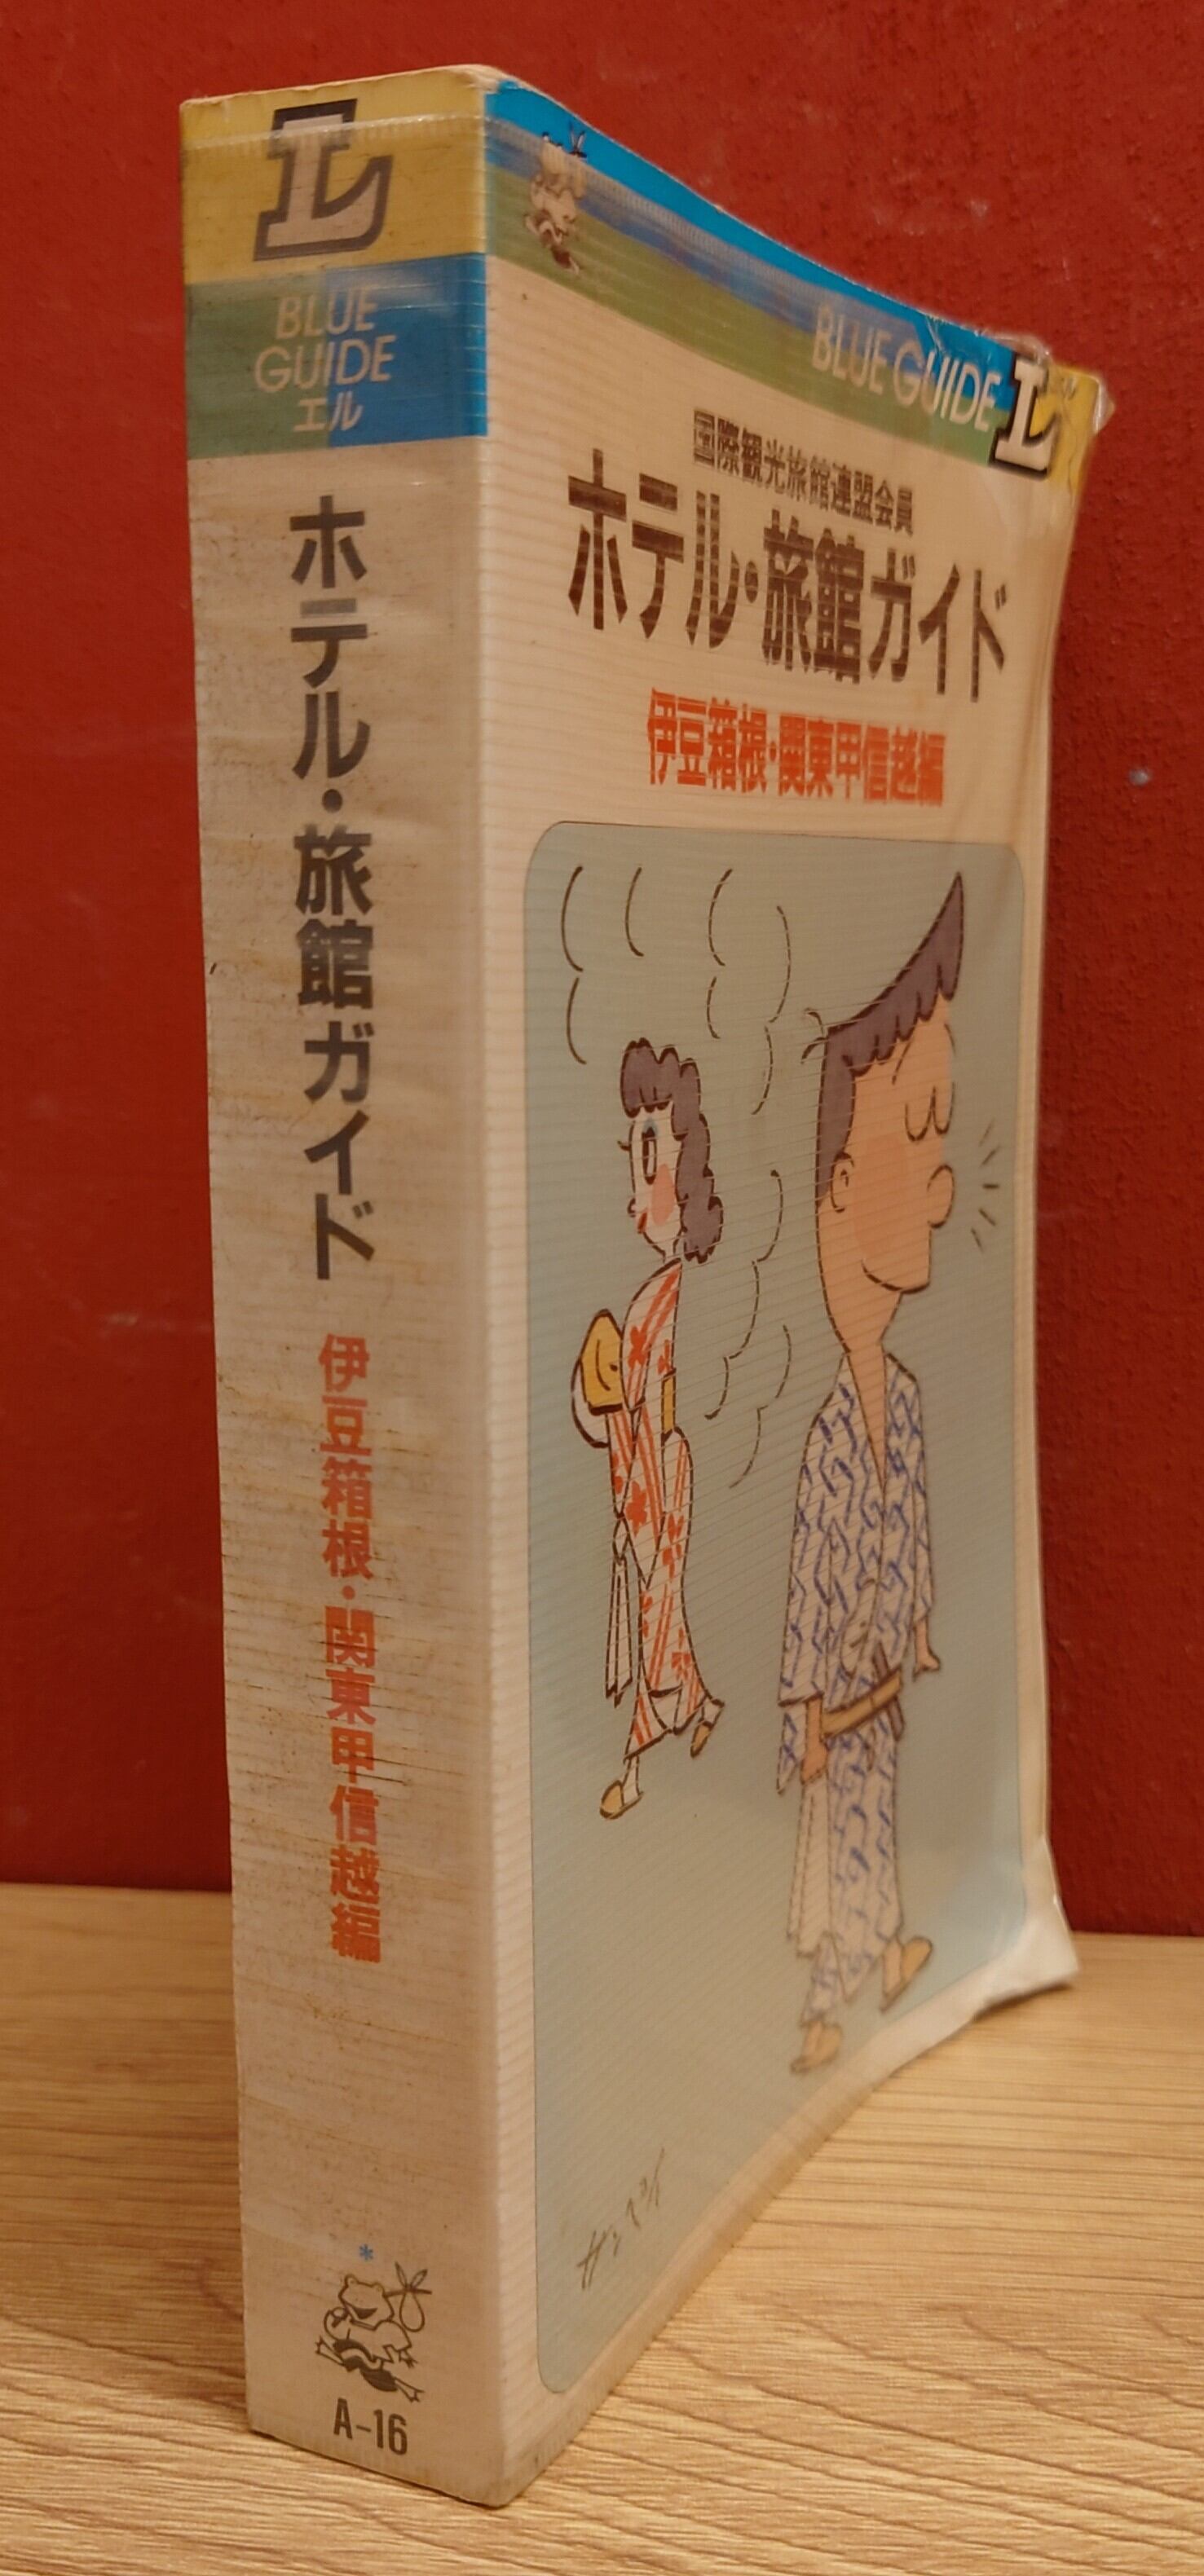 L
BLUE
GUIDE
エル
ホテル・旅館ガイド
伊豆箱根・関東甲信越編
*
A-16
BLUE GUIDE L
国際観光旅館連盟会員
ホテル・旅館ガイド
伊豆箱根・関東甲信越編